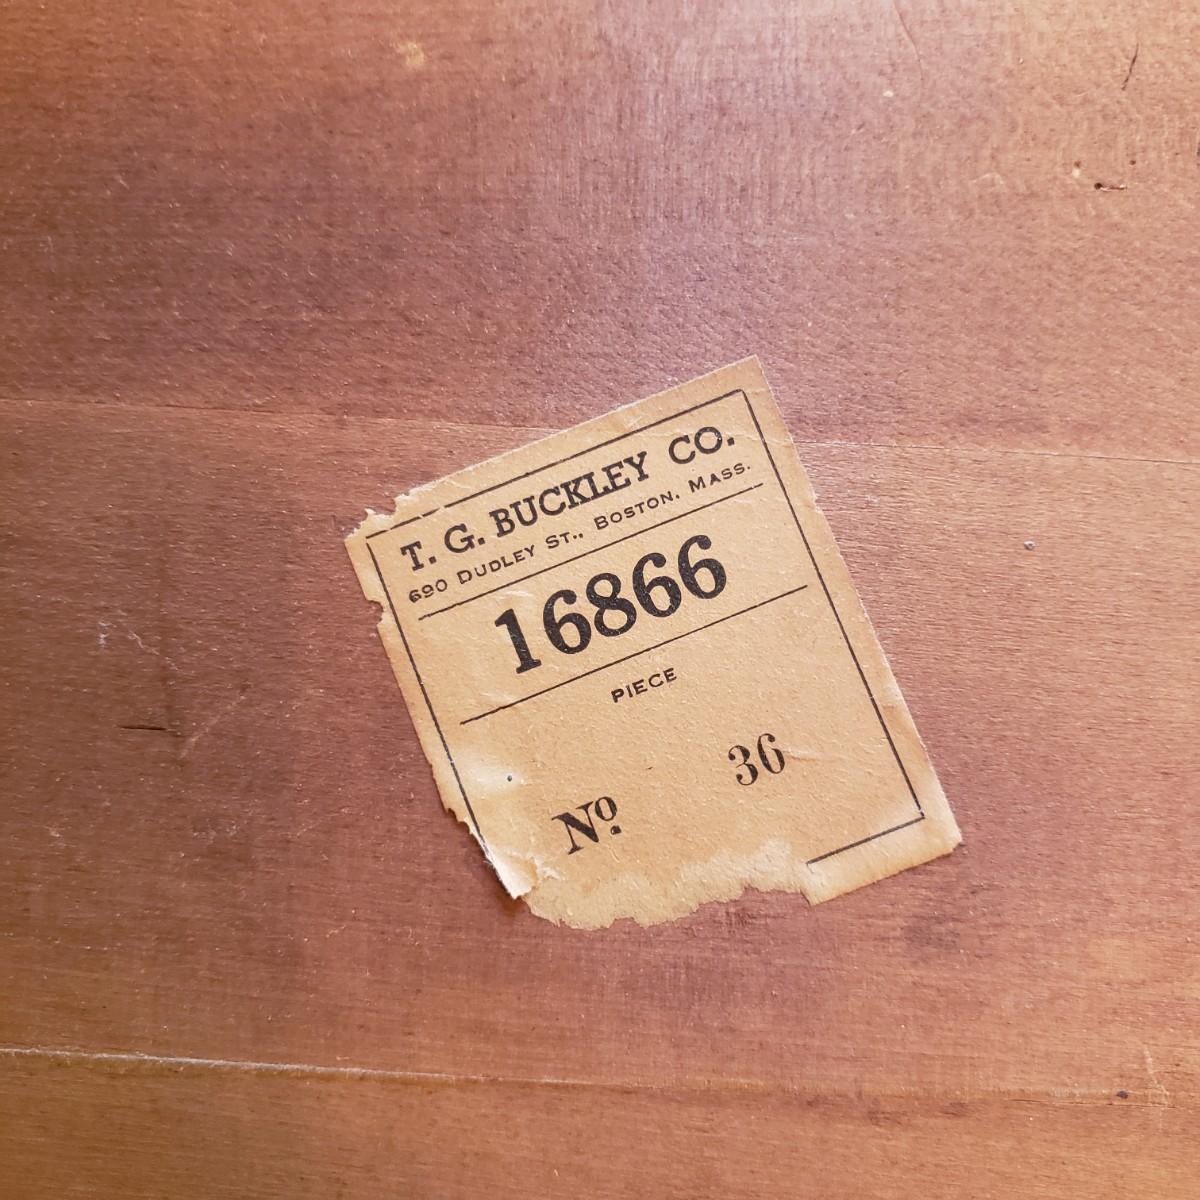 T. G. BUCKLEY CO.
690 DUDLEY ST., BOSTON. MASS.
16866
PIECE
36
Nº